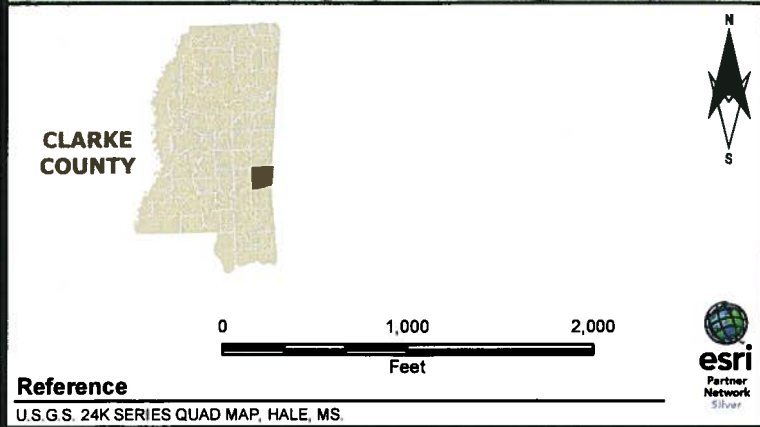 N
CLARKE
COUNTY
S
0 1,000 2,000
Feet
esri
Partner
Network
Silver
Reference
U.S.G.S. 24K SERIES QUAD MAP, HALE, MS.